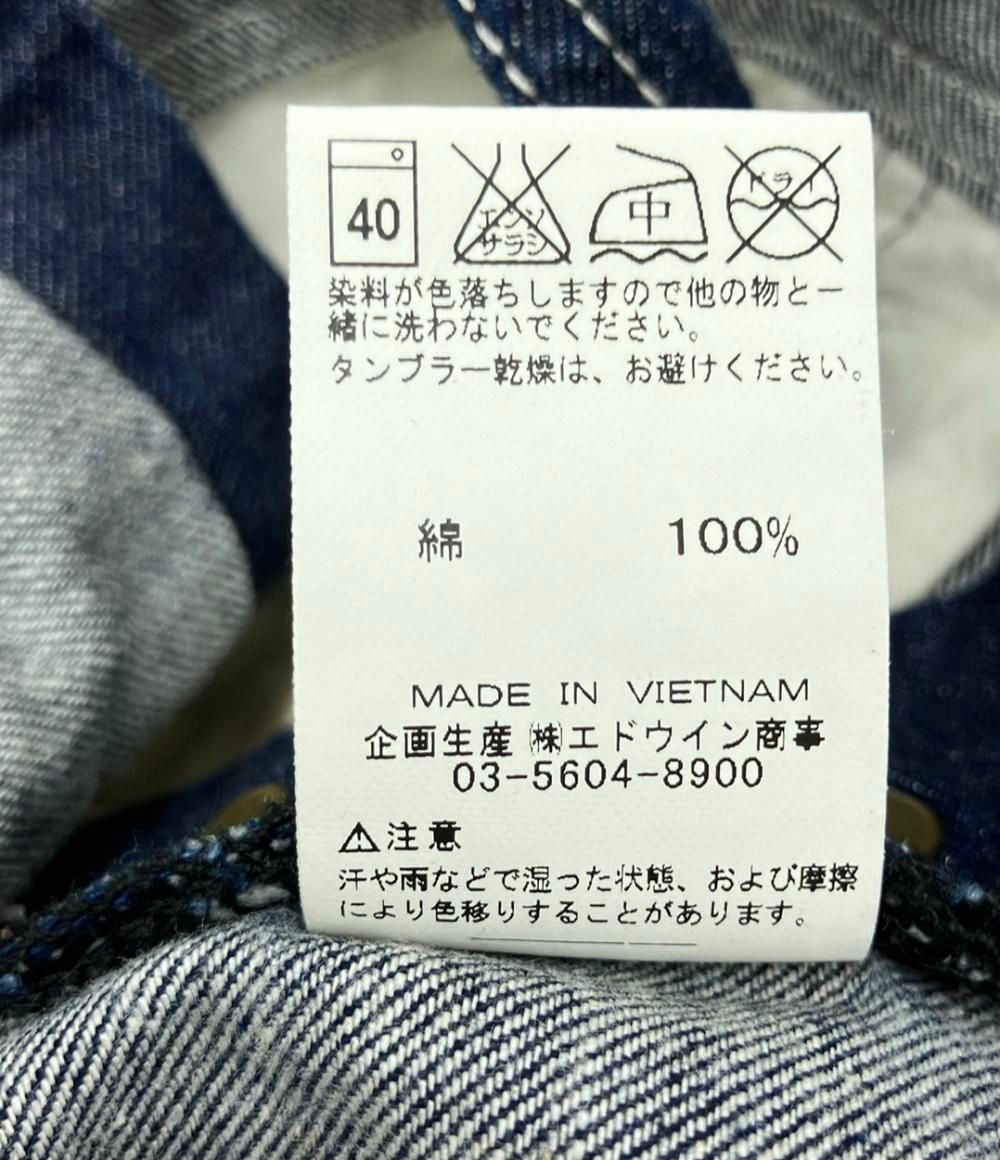 40
エンソ
サラシ
中
ドライ
染料が色落ちしますので他の物と一
緒に洗わないでください。
タンブラー乾燥は、お避けください。
綿 100%
MADE IN VIETNAM
企画生産 ㈱エドウイン商事
03-5604-8900
⚠注意
汗や雨などで湿った状態、および摩擦
により色移りすることがあります。